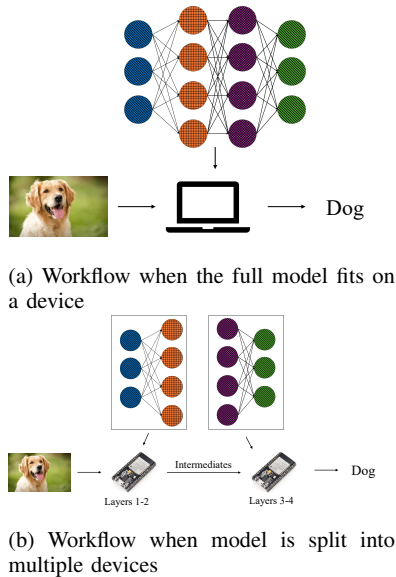 Dog
(a) Workflow when the full model fits on
a device
Intermediates
Dog
Layers 1-2
Layers 3-4
(b) Workflow when model is split into
multiple devices